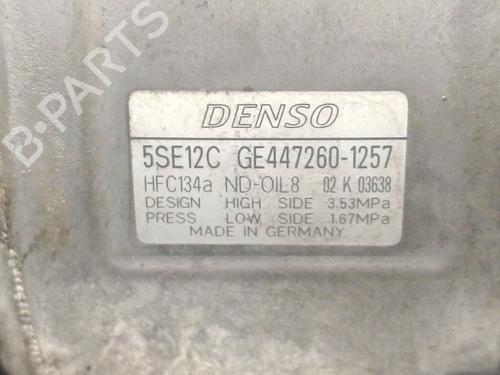 DENSO
5SE12C GE447260-1257
HFC134a ND-OIL8 02 K 03638
DESIGN HIGH SIDE 3.53MPa
PRESS LOW SIDE 1.67MPa
MADE IN GERMANY
B-PARTS